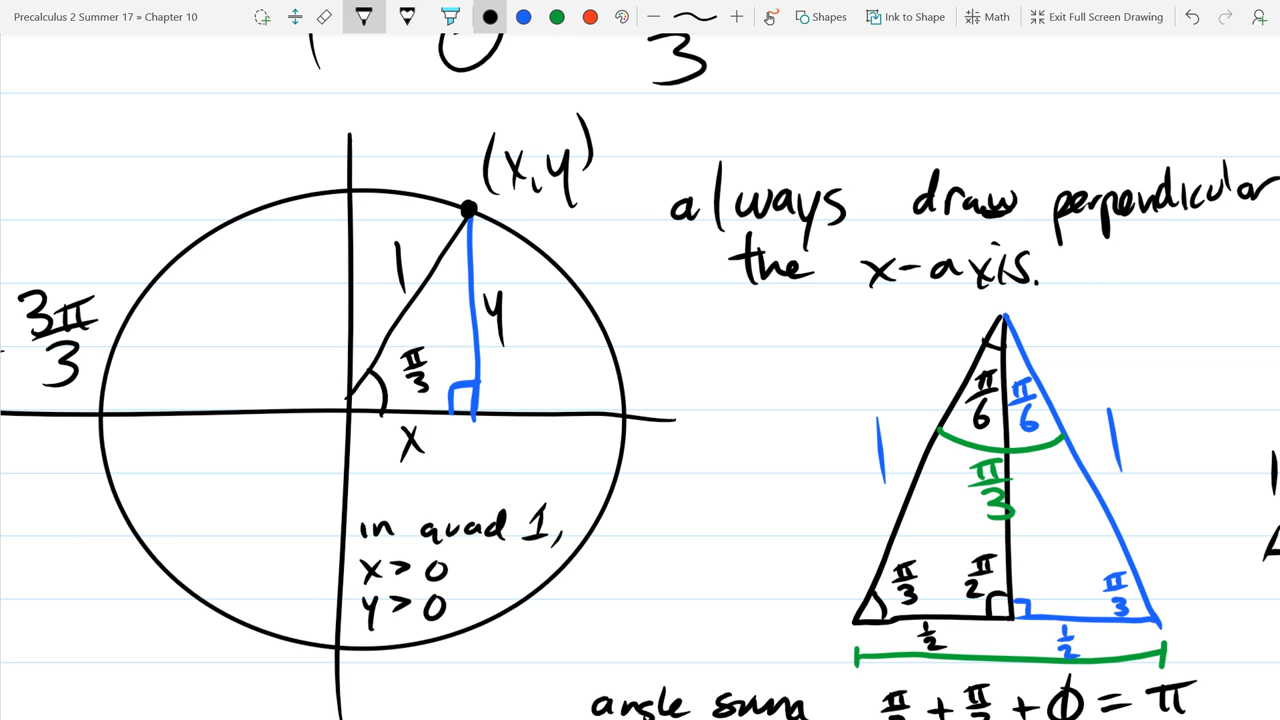 Precalculus 2 Summer 17 » Chapter 10
Shapes
Ink to Shape
Math
Exit Full Screen Drawing
3
(x,y)
1
y
π/3
x
3π/3
in quad 1,
x > 0
y > 0
always draw perpendicular
the x-axis.
π/6 π/6
1 1
π/3
π/3 π/2 π/3
1/2 1/2
angle sum
+ + ϕ = π